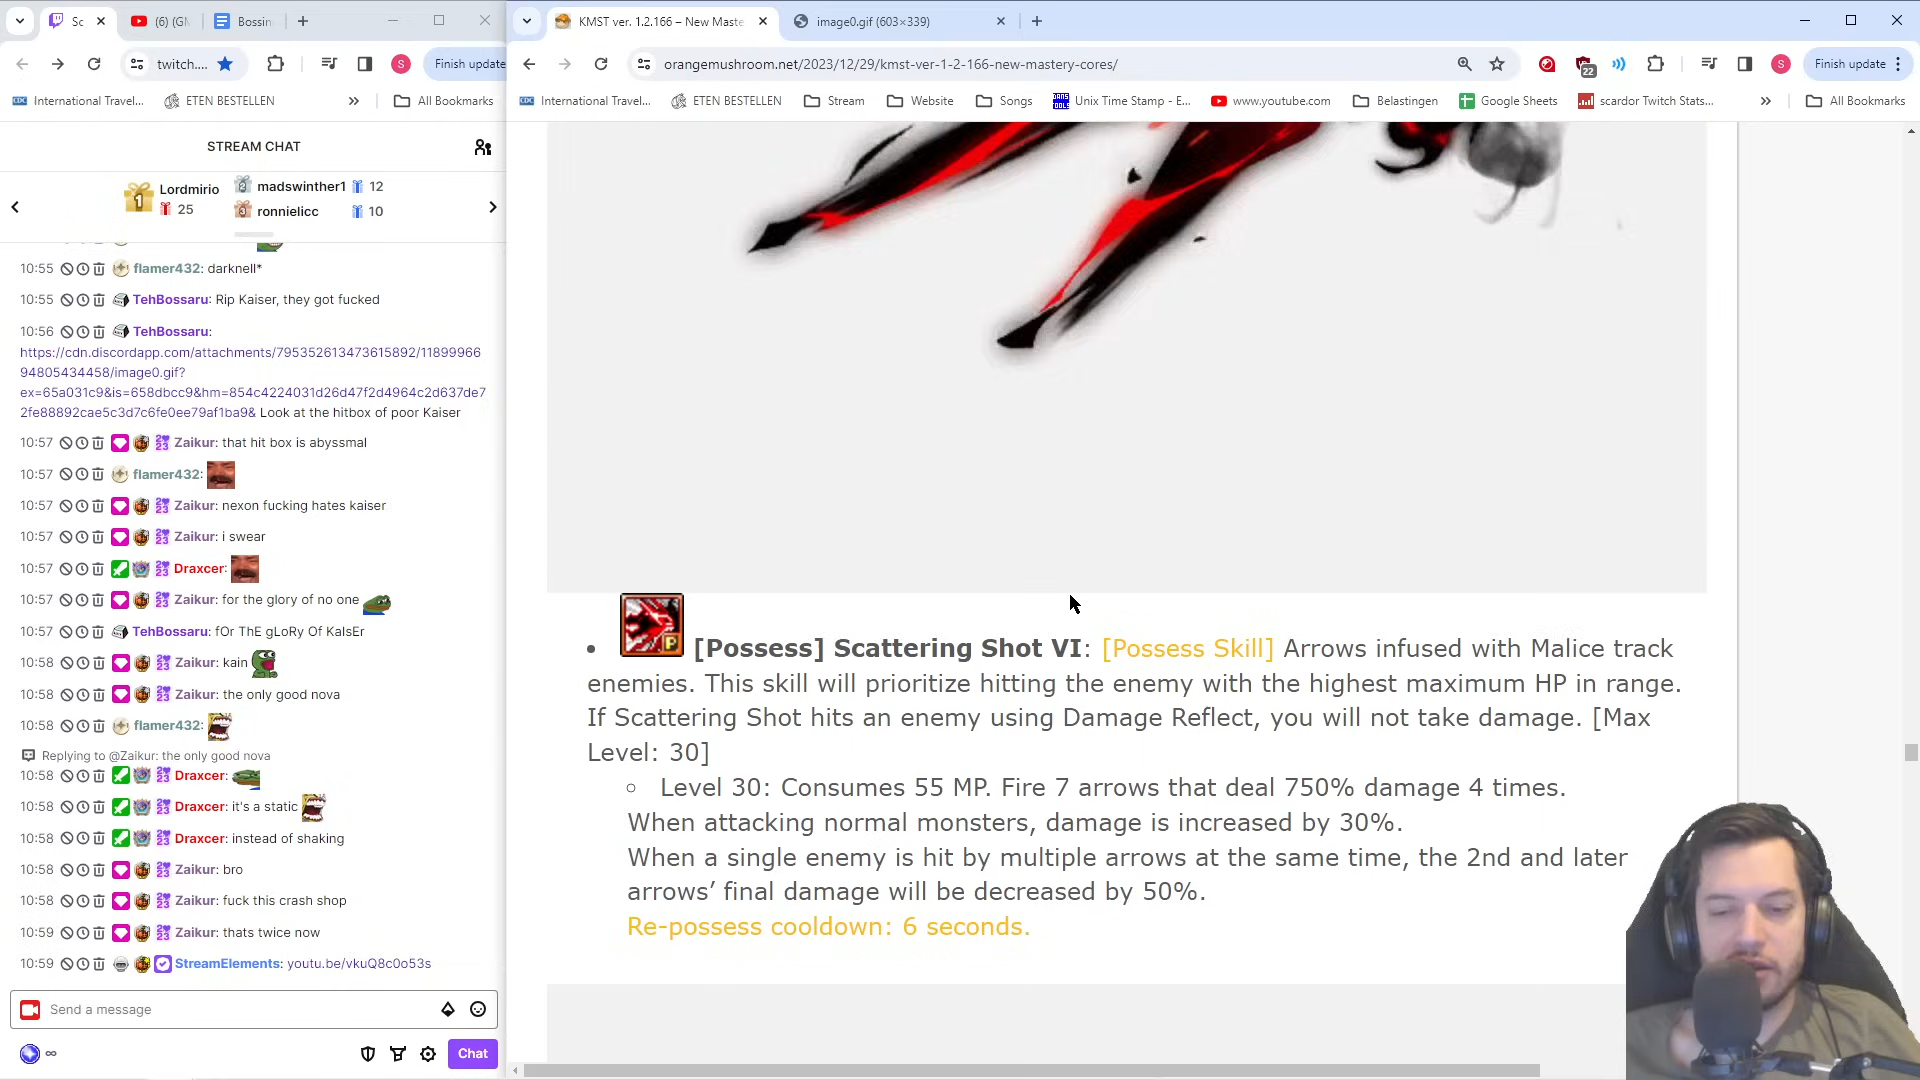 Sc
(6) (GM
Bossin
KMST ver. 1.2.166 – New Maste
image0.gif (603×339)
twitch....
Finish update
orangemushroom.net/2023/12/29/kmst-ver-1-2-166-new-mastery-cores/
22
S
Finish update
International Travel...
ETEN BESTELLEN
All Bookmarks
International Travel...
ETEN BESTELLEN
Stream
Website
Songs
Unix Time Stamp - E...
www.youtube.com
Belastingen
Google Sheets
scardor Twitch Stats...
All Bookmarks
STREAM CHAT
Lordmirio
25
madswinther1 12
ronnielicc 10
10:55 flamer432: darknell*
10:55 TehBossaru: Rip Kaiser, they got fucked
10:56 TehBossaru:
https://cdn.discordapp.com/attachments/795352613473615892/11899966
94805434458/image0.gif?
ex=65a031c9&is=658dbcc9&hm=854c4224031d26d47f2d4964c2d637de7
2fe88892cae5c3d7c6fe0ee79af1ba9& Look at the hitbox of poor Kaiser
10:57 Zaikur: that hit box is abyssmal
10:57 flamer432:
10:57 Zaikur: nexon fucking hates kaiser
10:57 Zaikur: i swear
10:57 Draxcer:
10:57 Zaikur: for the glory of no one
10:57 TehBossaru: fOr ThE gLoRy Of KaIsEr
10:58 Zaikur: kain
10:58 Zaikur: the only good nova
10:58 flamer432:
Replying to @Zaikur: the only good nova
10:58 Draxcer:
10:58 Draxcer: it's a static
10:58 Draxcer: instead of shaking
10:58 Zaikur: bro
10:58 Zaikur: fuck this crash shop
10:59 Zaikur: thats twice now
10:59 StreamElements: youtu.be/vkuQ8c0o53s
Send a message
Chat
[Possess] Scattering Shot VI: [Possess Skill] Arrows infused with Malice track
enemies. This skill will prioritize hitting the enemy with the highest maximum HP in range.
If Scattering Shot hits an enemy using Damage Reflect, you will not take damage. [Max
Level: 30]
Level 30: Consumes 55 MP. Fire 7 arrows that deal 750% damage 4 times.
When attacking normal monsters, damage is increased by 30%.
When a single enemy is hit by multiple arrows at the same time, the 2nd and later
arrows’ final damage will be decreased by 50%.
Re-possess cooldown: 6 seconds.